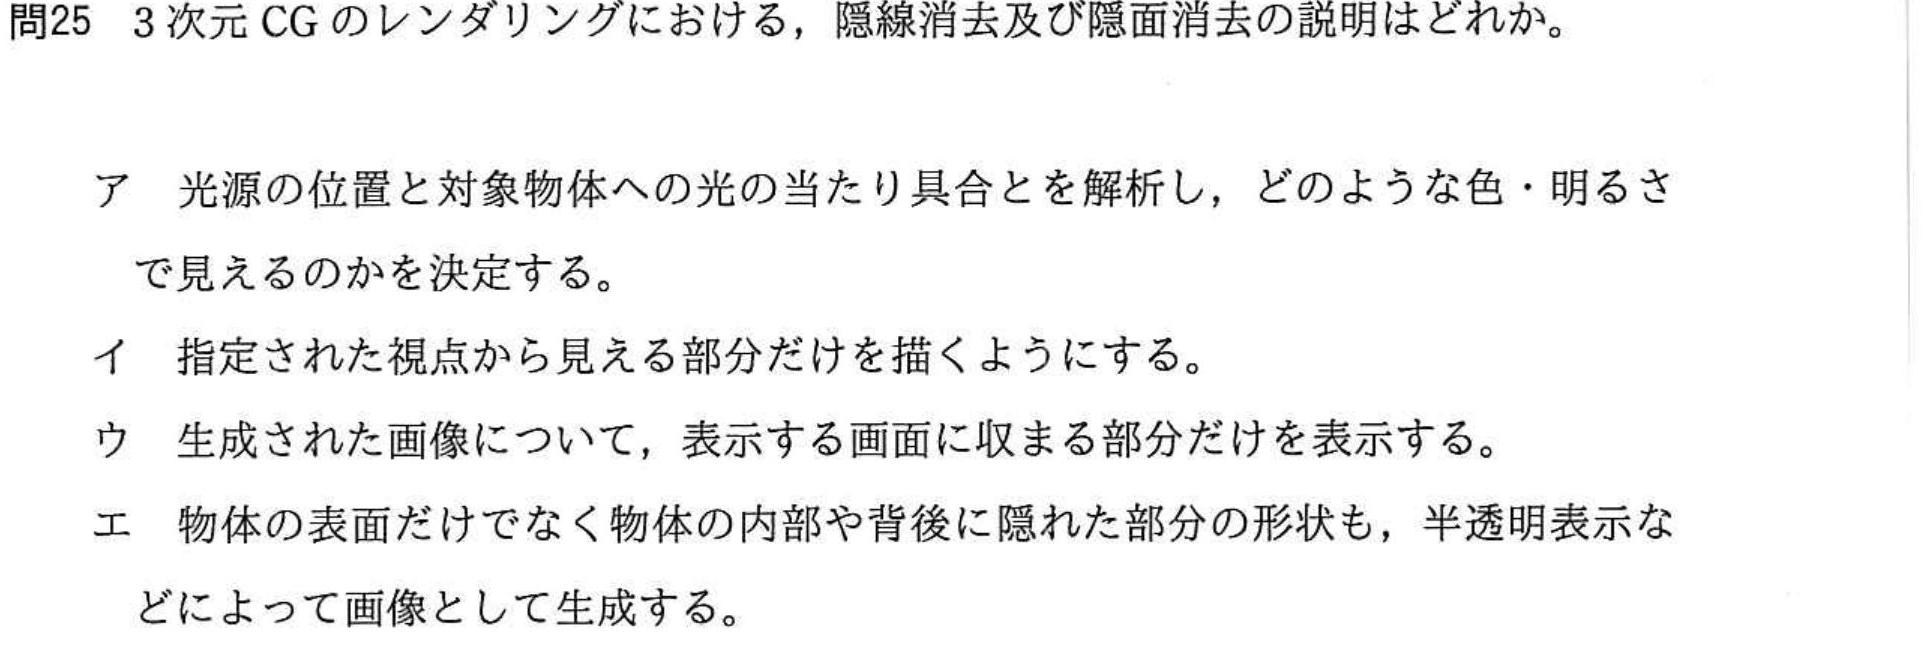 問25 3次元 CG のレンダリングにおける，隠線消去及び隠面消去の説明はどれか。
ア 光源の位置と対象物体への光の当たり具合とを解析し，どのような色・明るさ
で見えるのかを決定する。
イ 指定された視点から見える部分だけを描くようにする。
ウ 生成された画像について，表示する画面に収まる部分だけを表示する。
エ 物体の表面だけでなく物体の内部や背後に隠れた部分の形状も，半透明表示な
どによって画像として生成する。